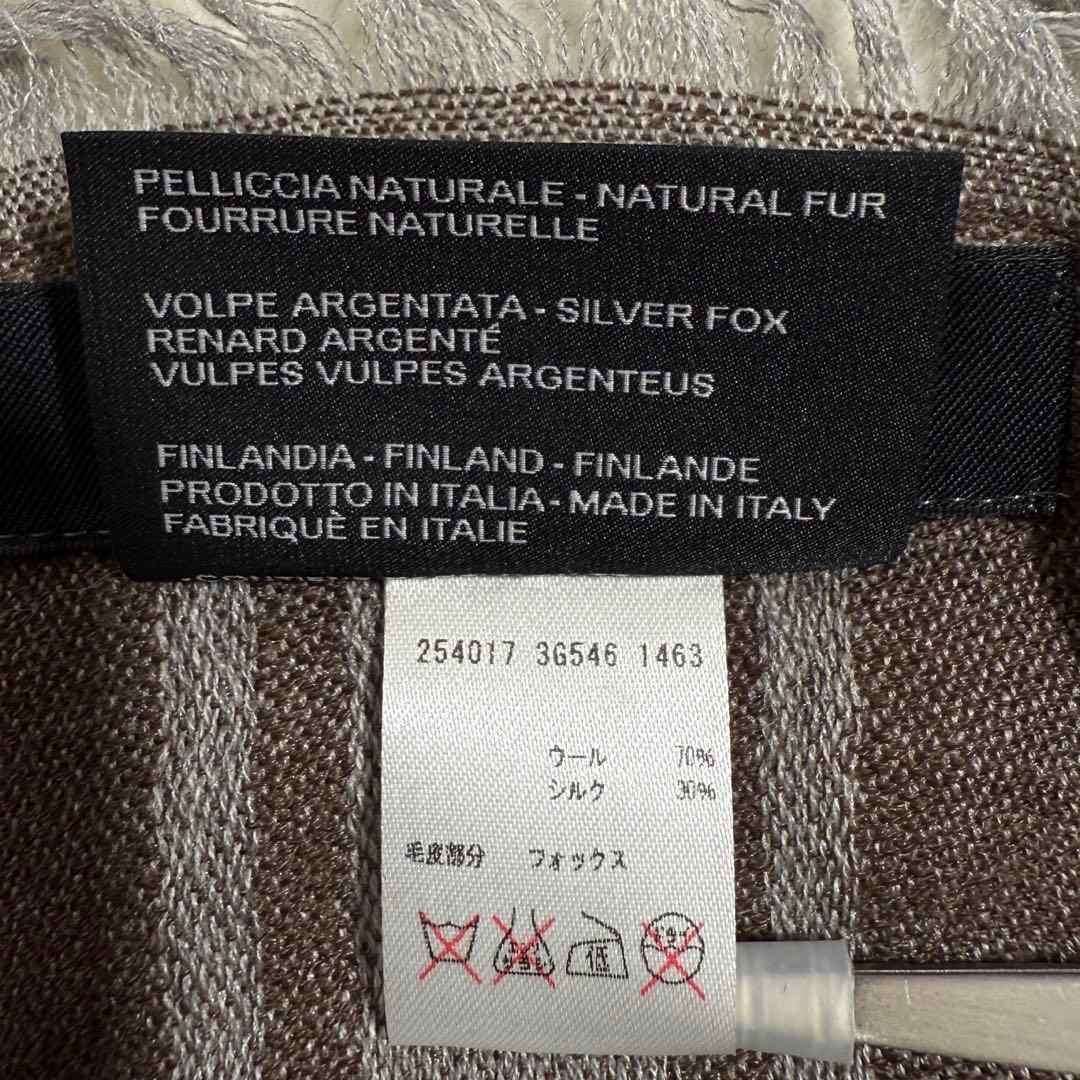 PELLICCIA NATURALE - NATURAL FUR
FOURRURE NATURELLE
VOLPE ARGENTATA - SILVER FOX
RENARD ARGENTÉ
VULPES VULPES ARGENTEUS
FINLANDIA - FINLAND - FINLANDE
PRODOTTO IN ITALIA - MADE IN ITALY
FABRIQUÈ EN ITALIE
254017 3G546 1463
ウール 70%
シルク 30%
毛皮部分 フォックス
低